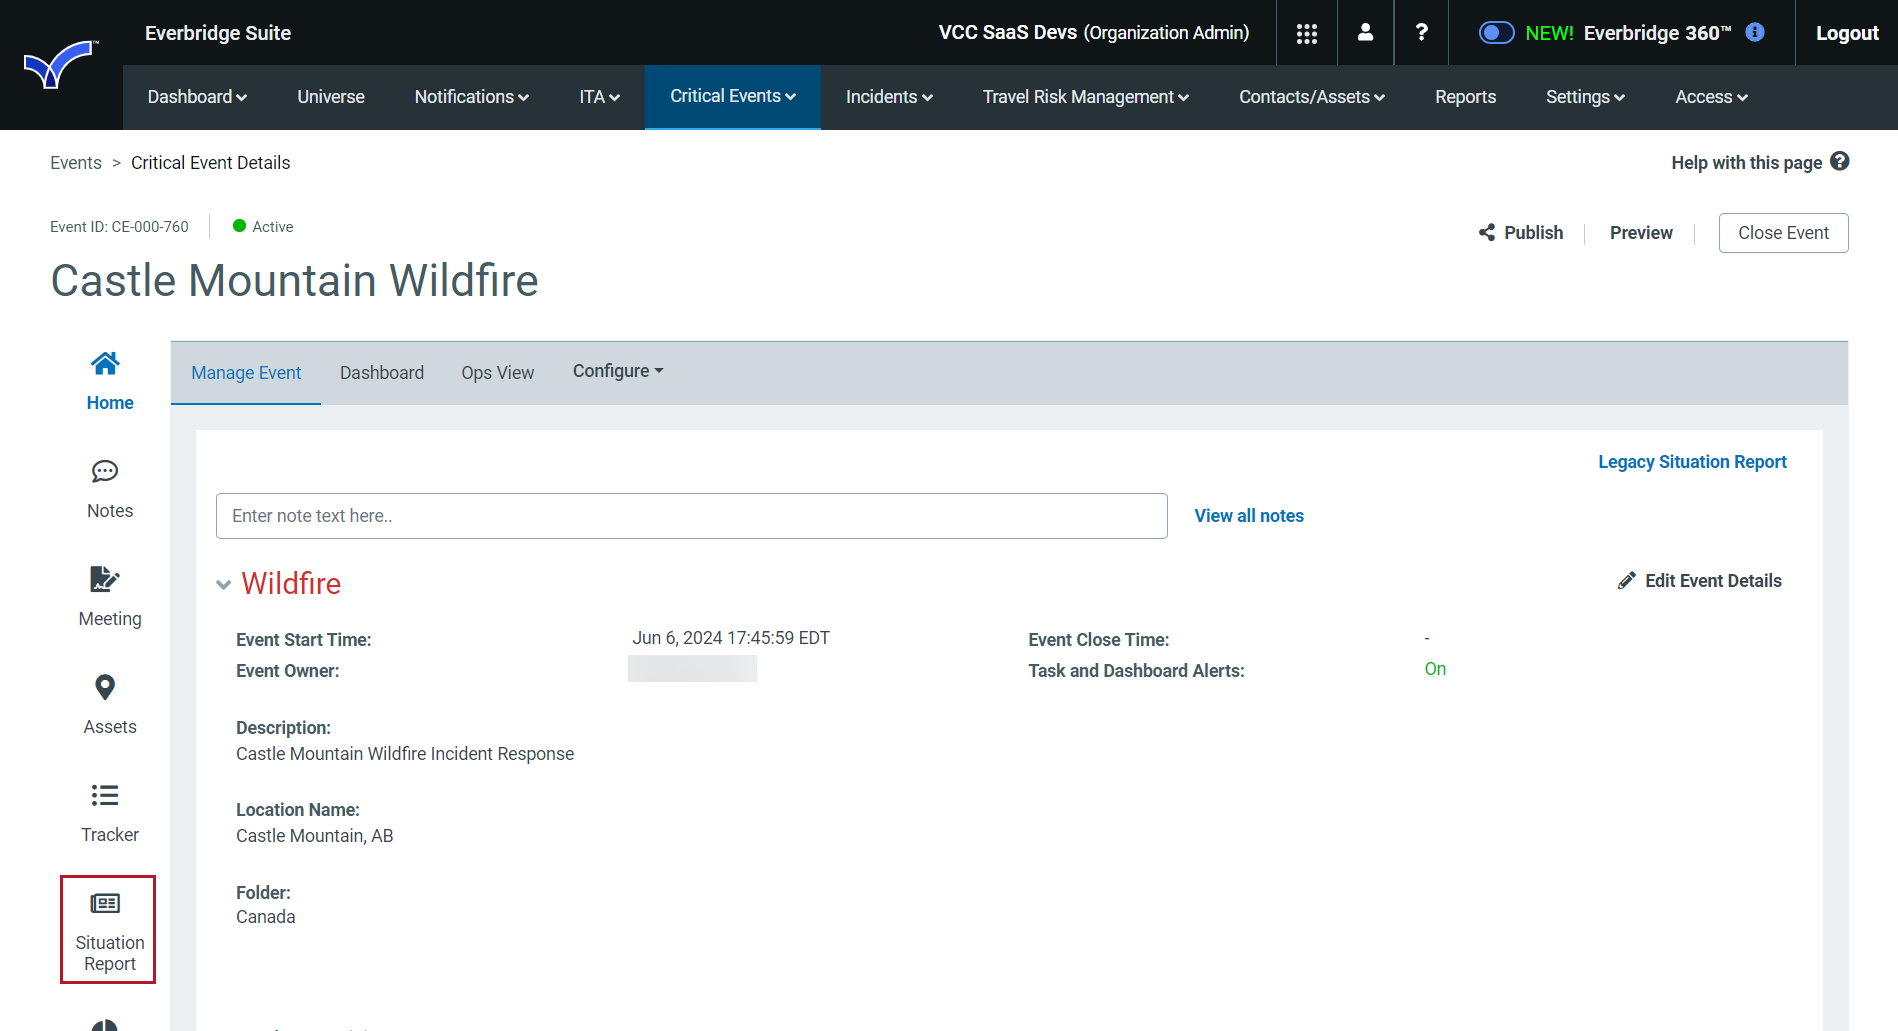 Everbridge Suite
VCC SaaS Devs (Organization Admin)
?
NEW! Everbridge 360™
Logout
Dashboard
Universe
Notifications
ITA
Critical Events
Incidents
Travel Risk Management
Contacts/Assets
Reports
Settings
Access
Events > Critical Event Details
Help with this page ?
Event ID: CE-000-760
Active
Publish
Preview
Close Event
Castle Mountain Wildfire
Home
Notes
Meeting
Assets
Tracker
Situation
Report
Manage Event
Dashboard
Ops View
Configure
Legacy Situation Report
Enter note text here..
View all notes
Wildfire
Edit Event Details
Event Start Time:
Jun 6, 2024 17:45:59 EDT
Event Close Time:
-
Event Owner:
Task and Dashboard Alerts:
On
Description:
Castle Mountain Wildfire Incident Response
Location Name:
Castle Mountain, AB
Folder:
Canada